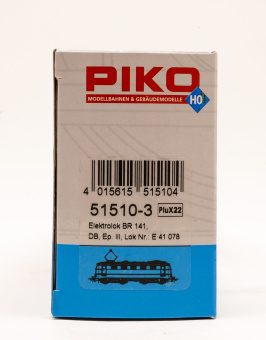 PIKO
MODELLBAHNEN & GEBÄUDEMODELLE
HO
4 015615 515104
51510-3 PluX22
Elektrolok BR 141,
DB, Ep. III, Lok Nr.: E 41 078